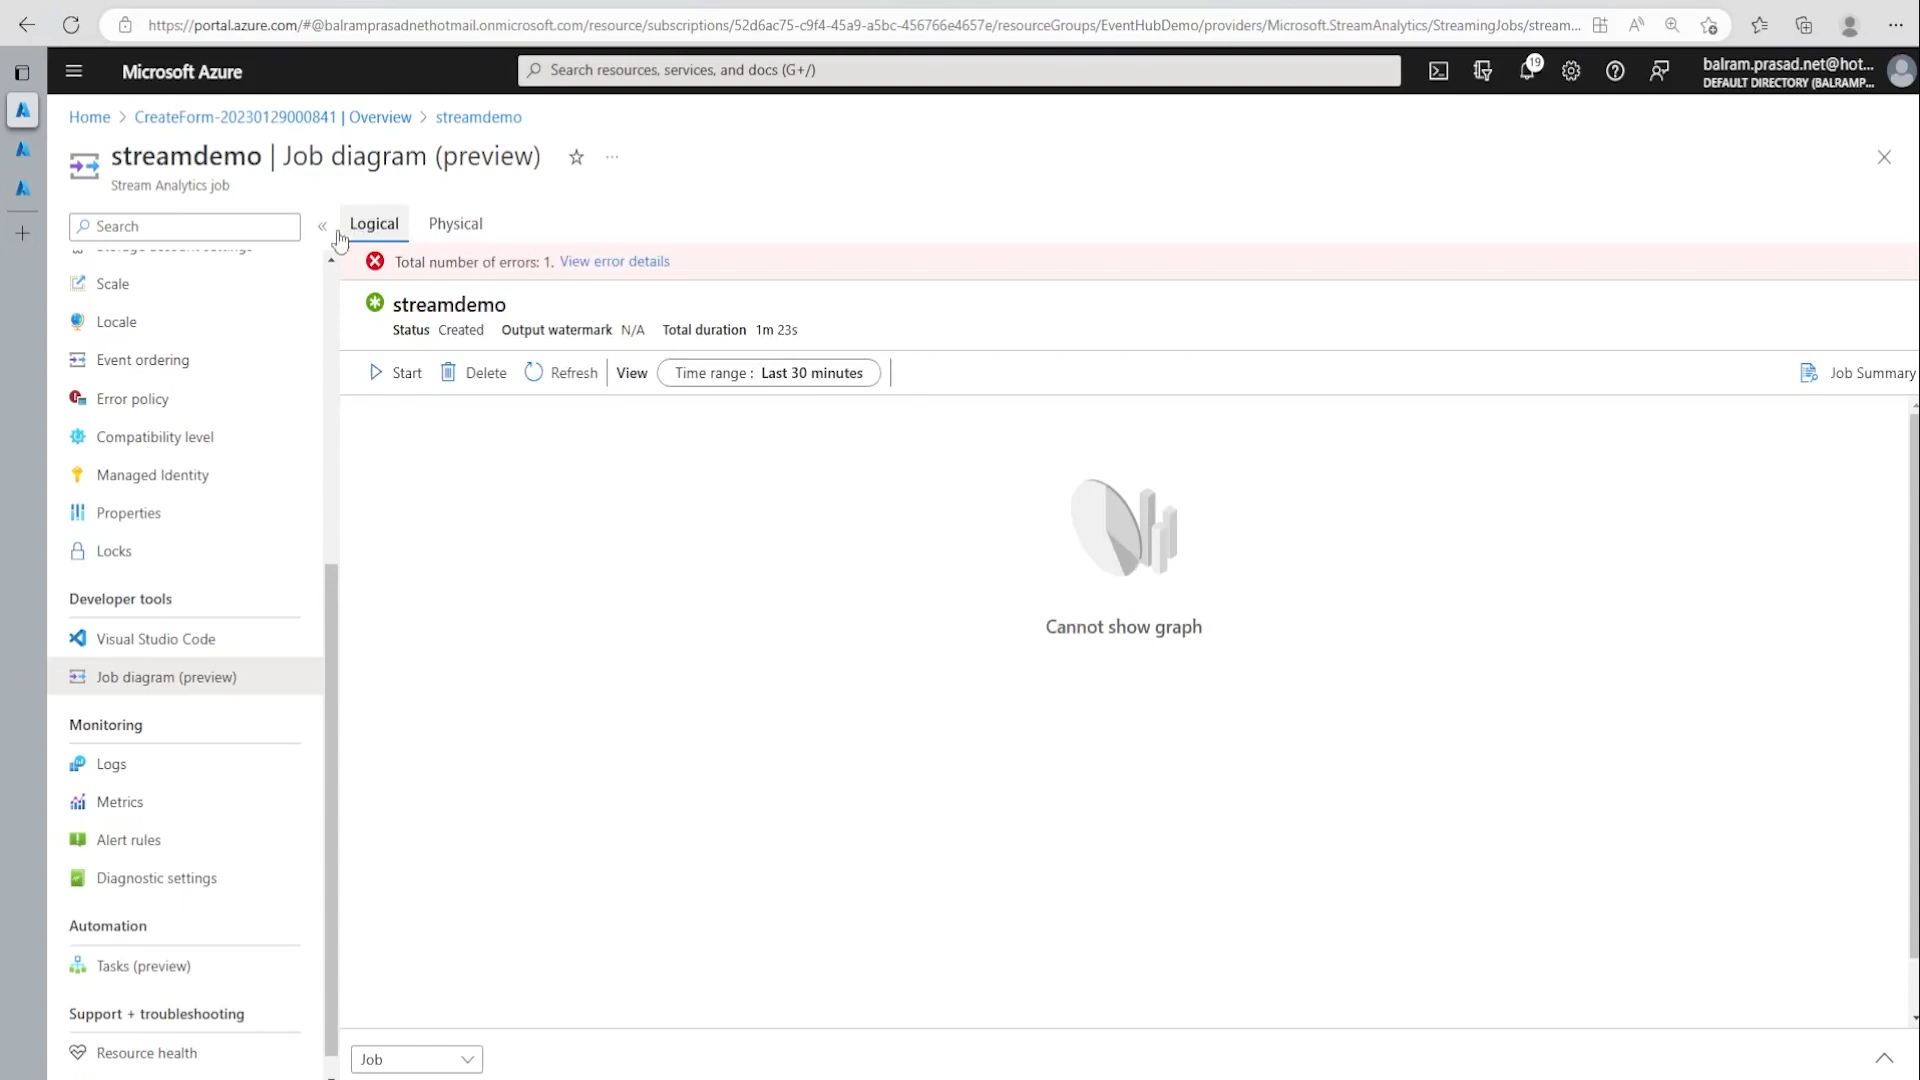 https://portal.azure.com/#@balramprasadnethotmail.onmicrosoft.com/resource/subscriptions/52d6ac75-c9f4-45a9-a5bc-456766e4657e/resourceGroups/EventHubDemo/providers/Microsoft.StreamAnalytics/StreamingJobs/stream...
Microsoft Azure
Search resources, services, and docs (G+/)
19
balram.prasad.net@hot...
DEFAULT DIRECTORY (BALRAMP...
Home > CreateForm-20230129000841 | Overview > streamdemo
streamdemo | Job diagram (preview)
Stream Analytics job
Search
Logical
Physical
Storage account settings
Total number of errors: 1. View error details
Scale
streamdemo
Locale
Status Created Output watermark N/A Total duration 1m 23s
Event ordering
Start Delete Refresh View Time range : Last 30 minutes
Job Summary
Error policy
Compatibility level
Managed Identity
Properties
Locks
Developer tools
Cannot show graph
Visual Studio Code
Job diagram (preview)
Monitoring
Logs
Metrics
Alert rules
Diagnostic settings
Automation
Tasks (preview)
Support + troubleshooting
Resource health
Job